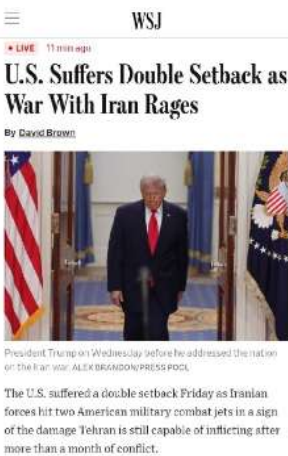 WSJ
LIVE 11 min ago
U.S. Suffers Double Setback as
War With Iran Rages
By David Brown
President Trump on Wednesday before he addressed the nation
on the Iran war. ALEX BRANDON/PRESS POOL
The U.S. suffered a double setback Friday as Iranian
forces hit two American military combat jets in a sign
of the damage Tehran is still capable of inflicting after
more than a month of conflict.